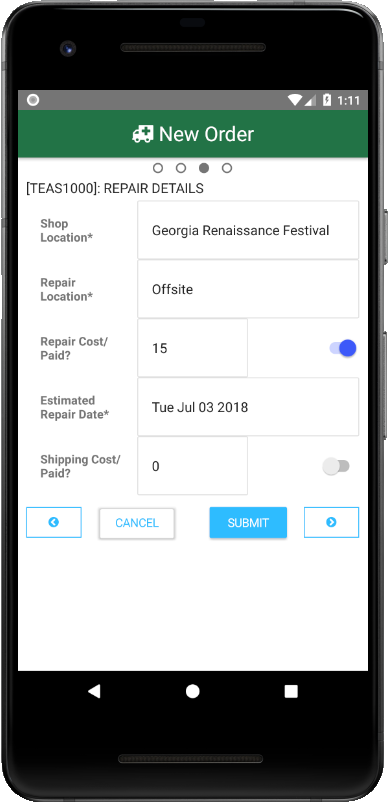 1:11
New Order
[TEAS1000]: REPAIR DETAILS
Shop
Location*
Georgia Renaissance Festival
Repair
Location*
Offsite
Repair Cost/
Paid?
15
Estimated
Repair Date*
Tue Jul 03 2018
Shipping Cost/
Paid?
0
CANCEL
SUBMIT